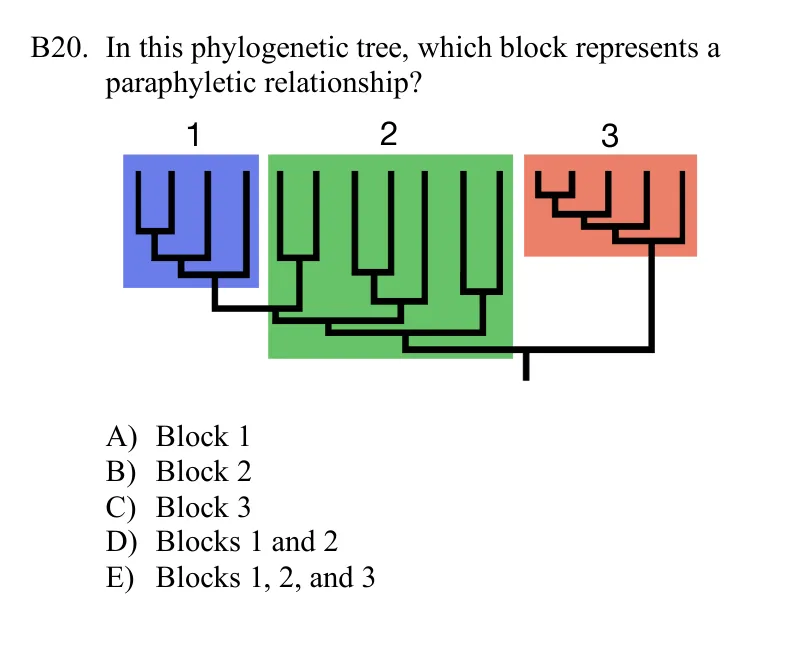 B20. In this phylogenetic tree, which block represents a
paraphyletic relationship?
1 2 3
A) Block 1
B) Block 2
C) Block 3
D) Blocks 1 and 2
E) Blocks 1, 2, and 3